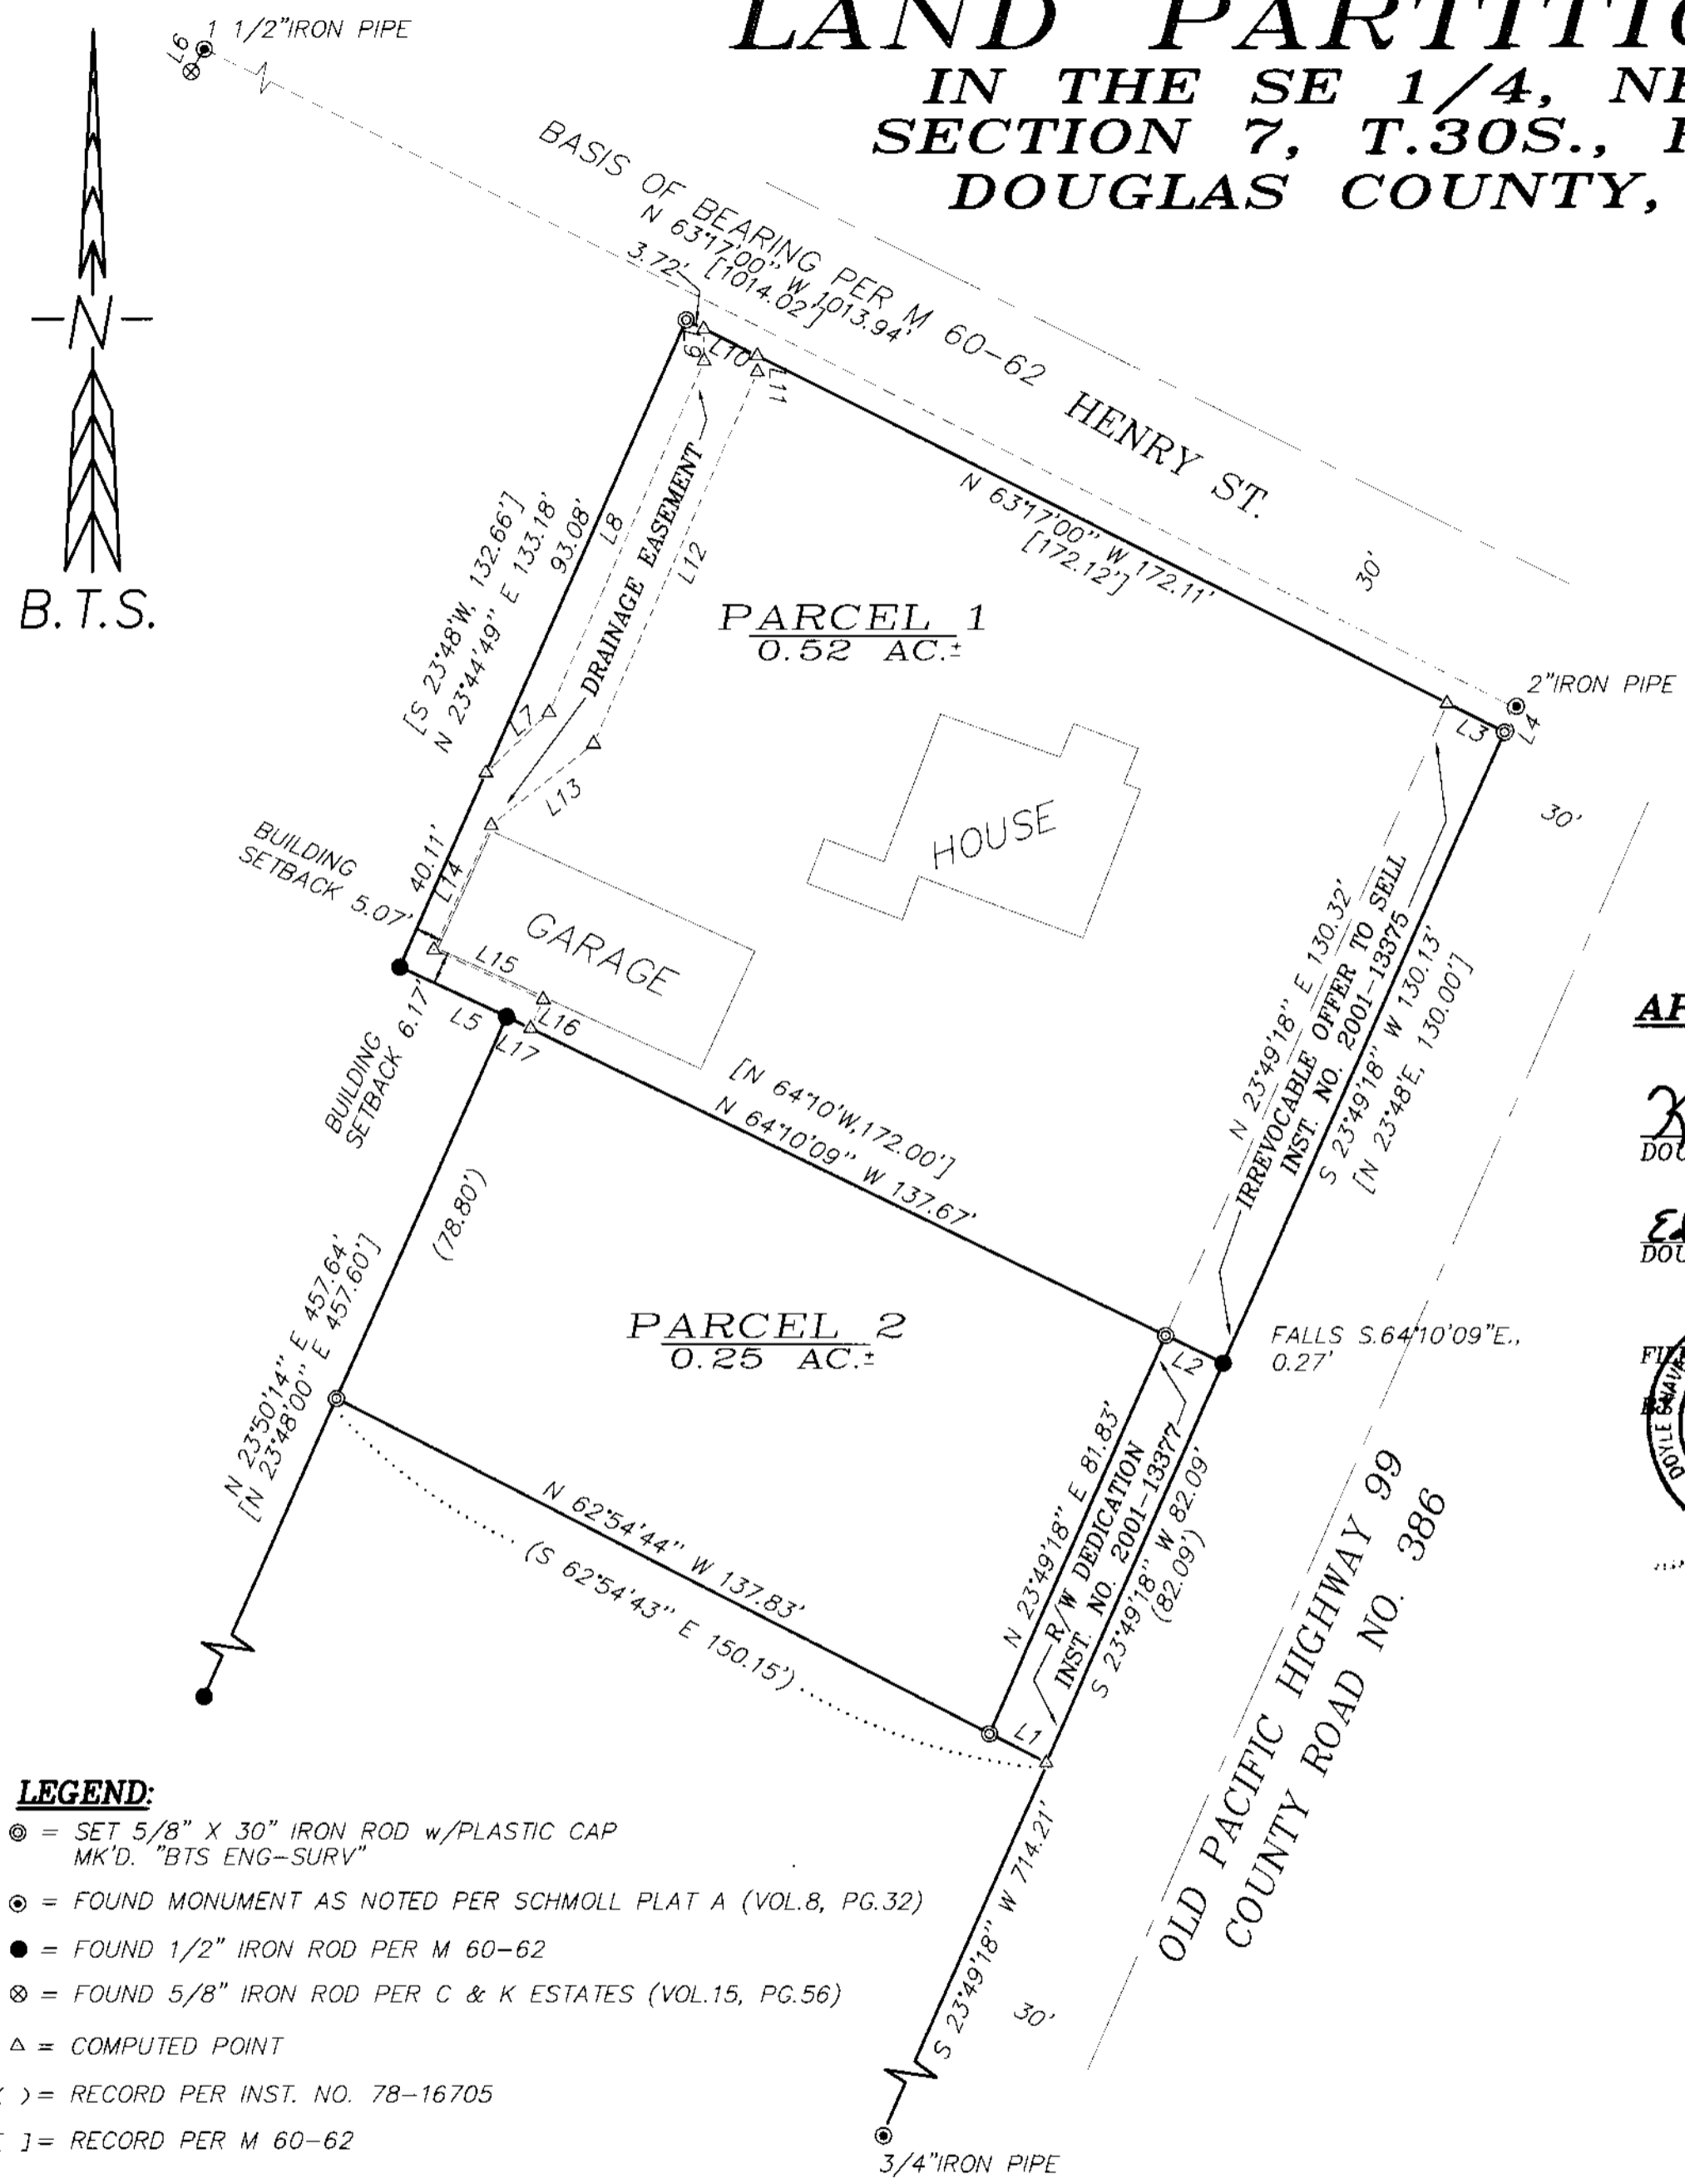 LAND PARTITIO
IN THE SE 1/4, NE
SECTION 7, T.30S.,
DOUGLAS COUNTY,
1 1/2"IRON PIPE
L6
N
B.T.S.
BASIS OF BEARING PER M 60-62
N 63°17'00" W 1013.94'
[1014.02']
3.72'
HENRY ST.
L9
L10
L11
N 63°17'00" W 172.11'
[172.12']
30'
[S 23°48'W, 132.66']
N 23°44'49" E 133.18'
93.08'
L8
DRAINAGE EASEMENT
L12
PARCEL 1
0.52 AC.±
2"IRON PIPE
L3
L4
30'
L7
L13
HOUSE
BUILDING
SETBACK 5.07'
40.11'
L14
GARAGE
L15
L5
L16
L17
BUILDING
SETBACK 6.17'
N 23°49'18" E 130.32'
IRREVOCABLE OFFER TO SELL
INST. NO. 2001-13375
S 23°49'18" W 130.13'
[N 23°48'E, 130.00']
[N 64°10'W,172.00']
N 64°10'09" W 137.67'
(78.80')
N 23°50'14" E 457.64'
[N 23°48'00" E 457.60']
PARCEL 2
0.25 AC.±
L2
FALLS S.64°10'09"E.,
0.27'
N 62°54'44" W 137.83'
(S 62°54'43" E 150.15')
N 23°49'18" E 81.83'
R/W DEDICATION
INST. NO. 2001-13377
S 23°49'18" W 82.09'
(82.09')
L1
OLD PACIFIC HIGHWAY 99
COUNTY ROAD NO. 386
S 23°49'18" W 714.21'
30'
3/4"IRON PIPE
DOU
DOU
DOYLE
LEGEND:
◎ = SET 5/8" X 30" IRON ROD w/PLASTIC CAP
MK'D. "BTS ENG-SURV"
⦿ = FOUND MONUMENT AS NOTED PER SCHMOLL PLAT A (VOL.8, PG.32)
● = FOUND 1/2" IRON ROD PER M 60-62
⊗ = FOUND 5/8" IRON ROD PER C & K ESTATES (VOL.15, PG.56)
△ = COMPUTED POINT
( )= RECORD PER INST. NO. 78-16705
[ ]= RECORD PER M 60-62